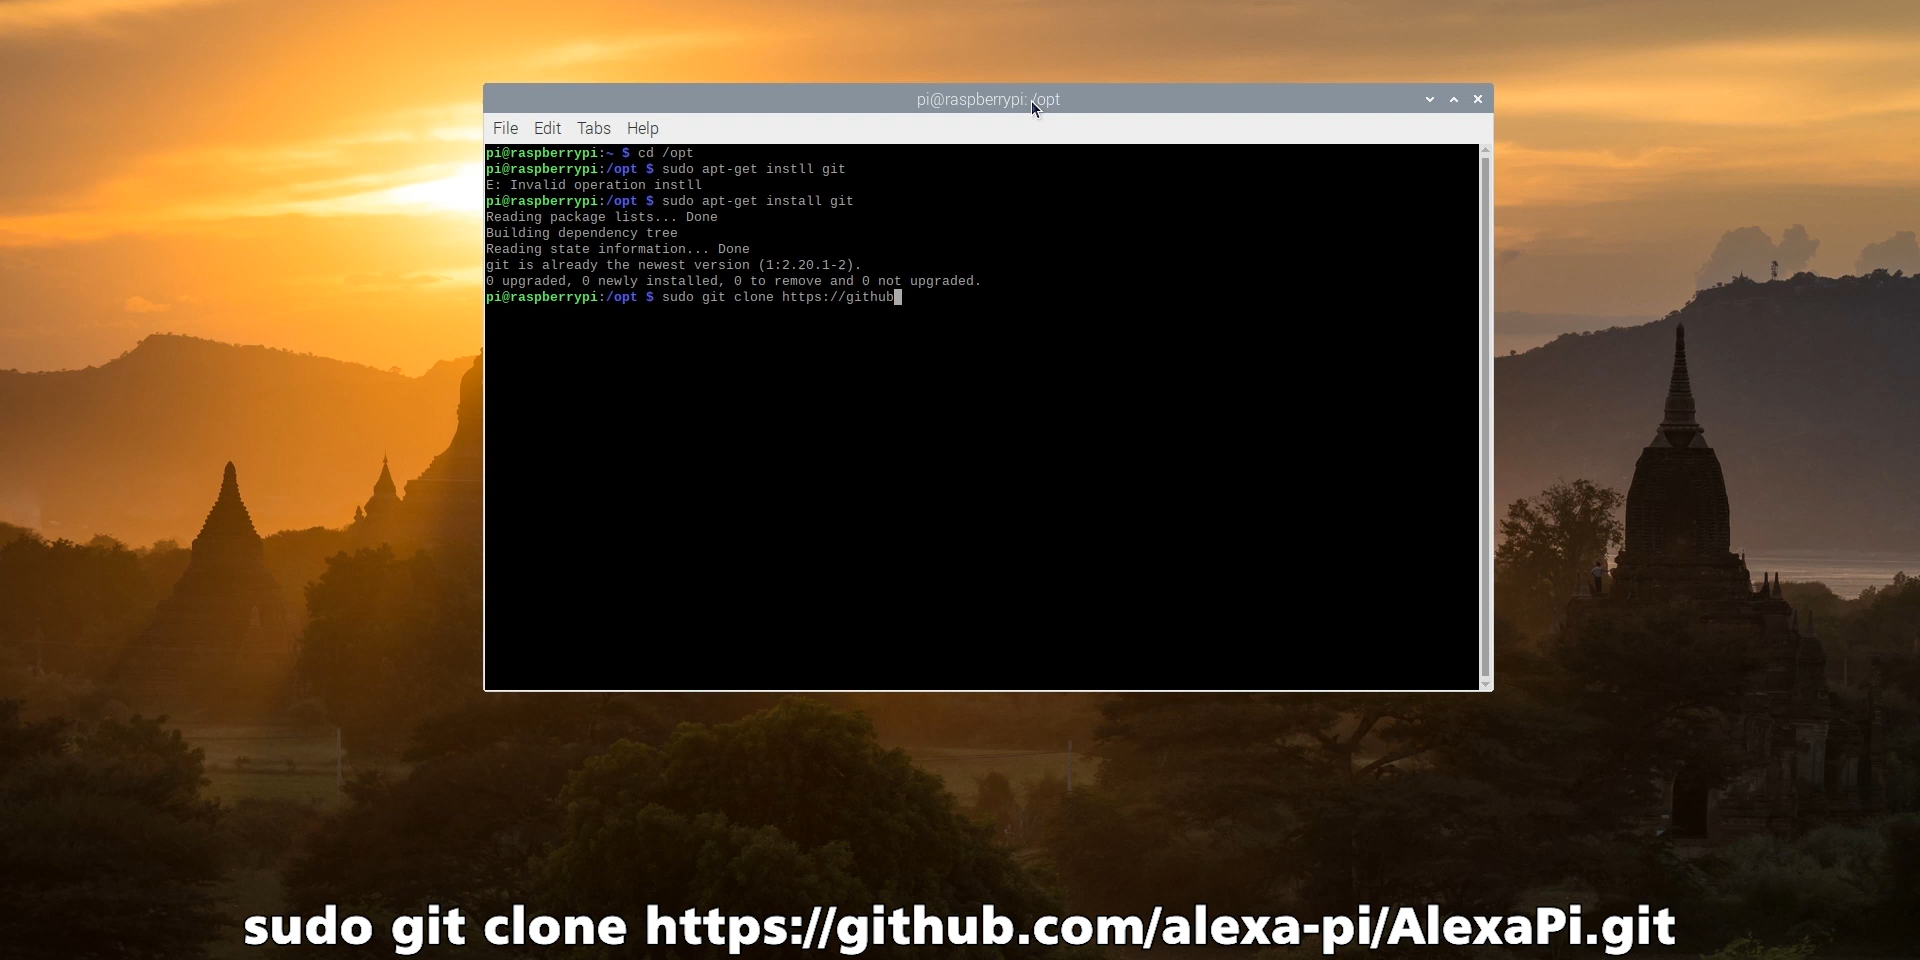 pi@raspberrypi: /opt
File Edit Tabs Help
pi@raspberrypi:~ $ cd /opt
pi@raspberrypi:/opt $ sudo apt-get instll git
E: Invalid operation instll
pi@raspberrypi:/opt $ sudo apt-get install git
Reading package lists... Done
Building dependency tree
Reading state information... Done
git is already the newest version (1:2.20.1-2).
0 upgraded, 0 newly installed, 0 to remove and 0 not upgraded.
pi@raspberrypi:/opt $ sudo git clone https://github
sudo git clone https://github.com/alexa-pi/AlexaPi.git